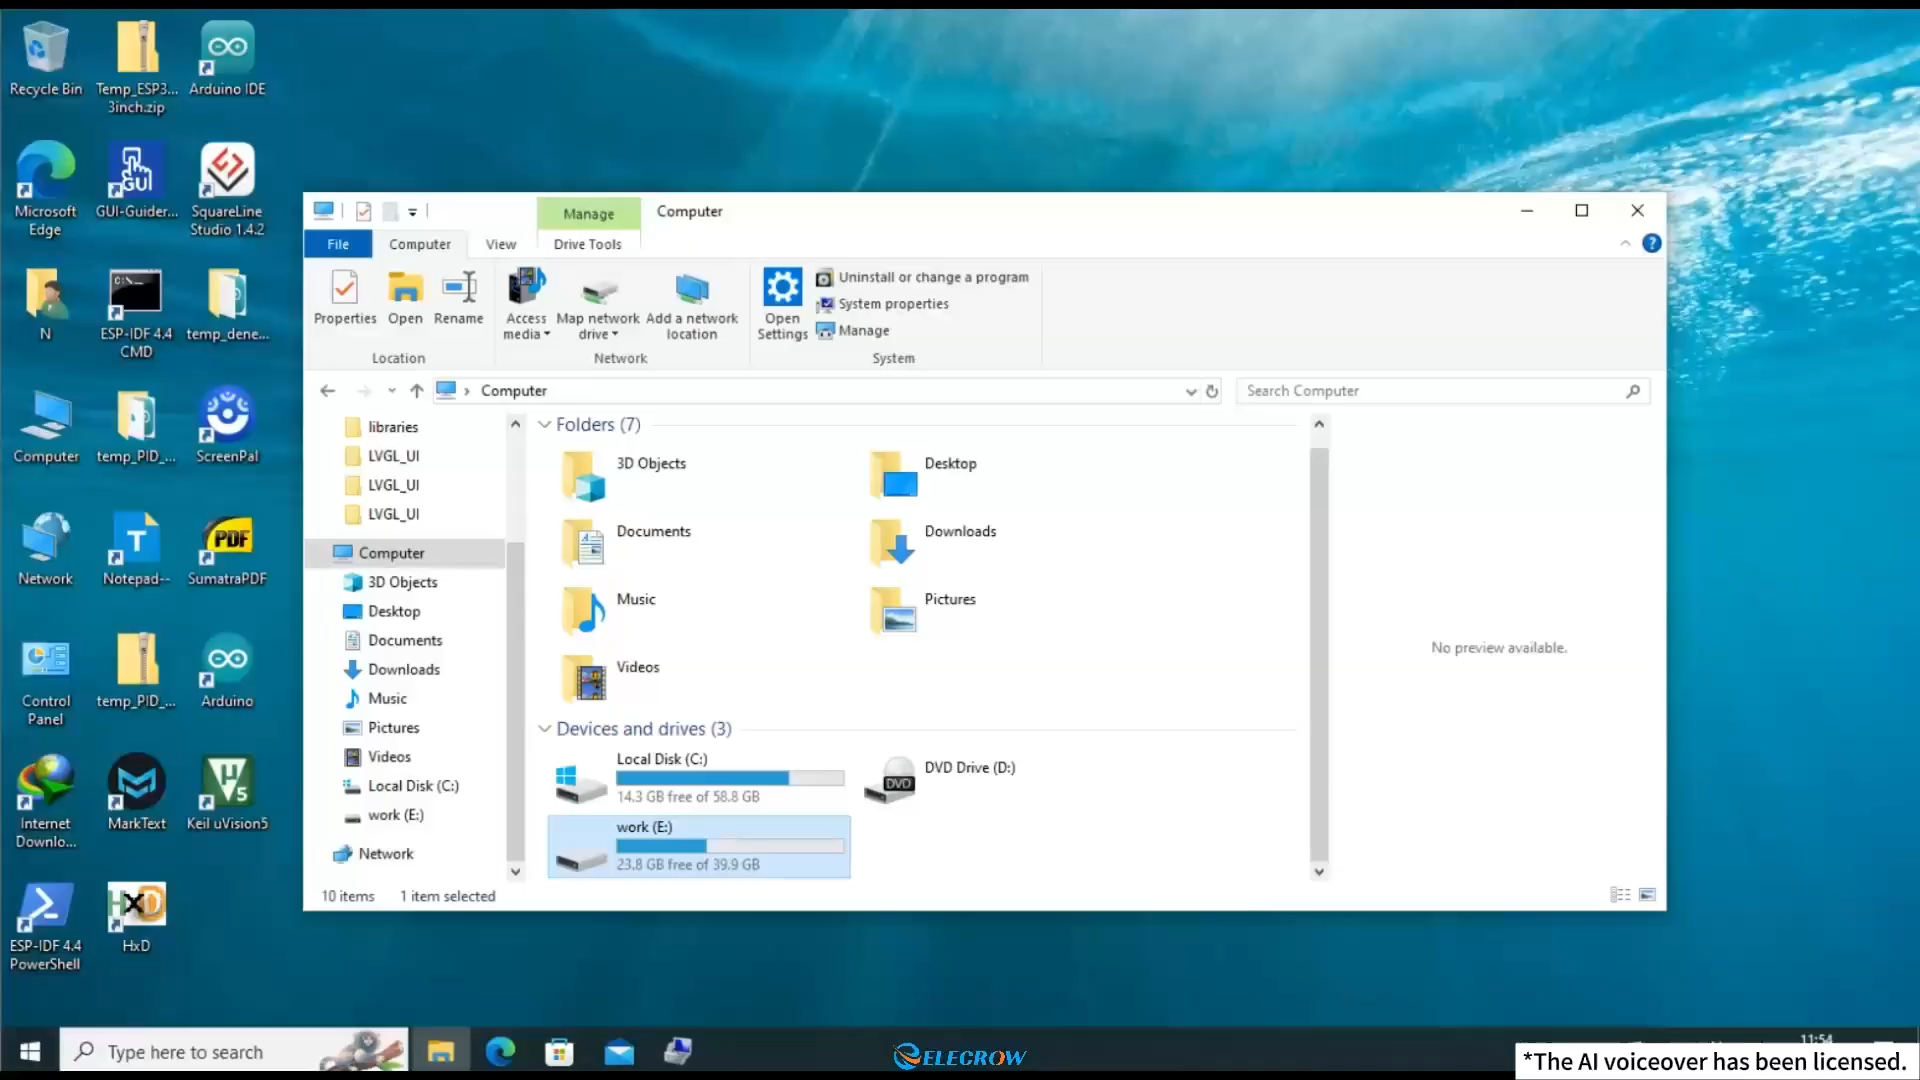 Recycle Bin
Temp_ESP3...
3inch.zip
Arduino IDE
Microsoft
Edge
GUI-Guider...
SquareLine
Studio 1.4.2
N
ESP-IDF 4.4
CMD
temp_dene...
Computer
temp_PID_...
ScreenPal
Network
Notepad--
SumatraPDF
Control
Panel
temp_PID_...
Arduino
Internet
Downlo...
MarkText
Keil uVision5
ESP-IDF 4.4
PowerShell
HxD
Manage
Computer
File
Computer
View
Drive Tools
Properties
Open
Rename
Access
media
Map network
drive
Add a network
location
Open
Settings
Uninstall or change a program
System properties
Manage
Location
Network
System
Computer
Search Computer
libraries
LVGL_UI
LVGL_UI
LVGL_UI
Computer
3D Objects
Desktop
Documents
Downloads
Music
Pictures
Videos
Local Disk (C:)
work (E:)
Network
Folders (7)
3D Objects
Desktop
Documents
Downloads
Music
Pictures
Videos
Devices and drives (3)
Local Disk (C:)
14.3 GB free of 58.8 GB
DVD Drive (D:)
DVD
work (E:)
23.8 GB free of 39.9 GB
No preview available.
10 items
1 item selected
Type here to search
ELECROW
11:54
*The AI voiceover has been licensed.